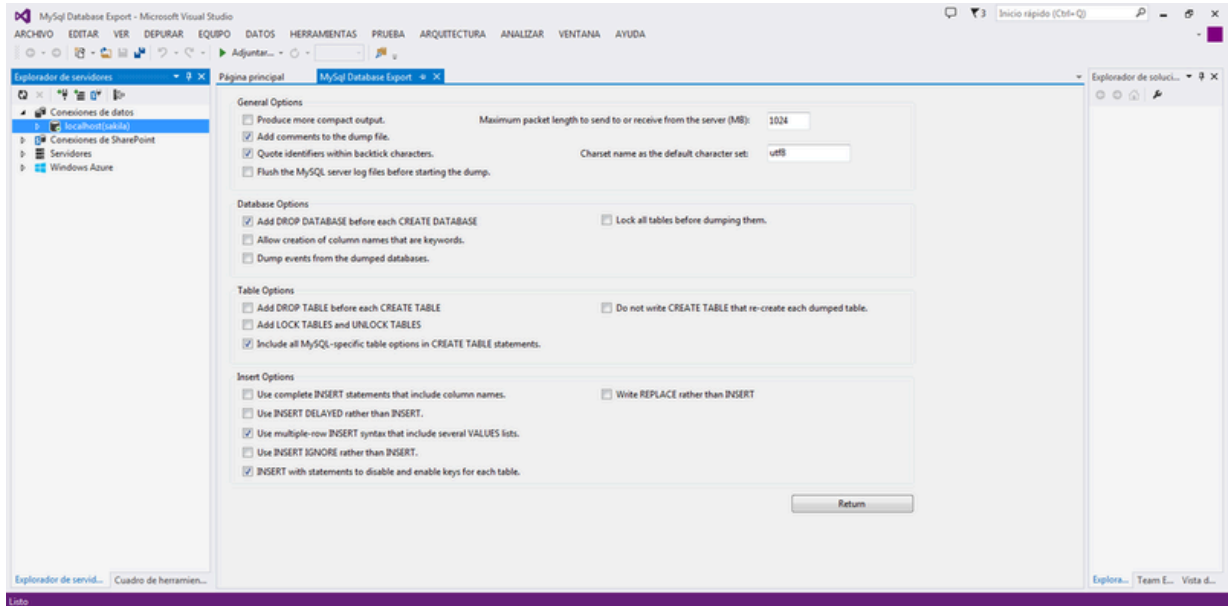 MySql Database Export - Microsoft Visual Studio
3
Inicio rápido (Ctrl+Q)
ARCHIVO EDITAR VER DEPURAR EQUIPO DATOS HERRAMIENTAS PRUEBA ARQUITECTURA ANALIZAR VENTANA AYUDA
Adjuntar...
Explorador de servidores
Conexiones de datos
localhost(sakila)
Conexiones de SharePoint
Servidores
Windows Azure
Explorador de servid...
Cuadro de herramien...
Página principal
MySql Database Export
General Options
Produce more compact output.
Maximum packet length to send to or receive from the server (MB):
1024
Add comments to the dump file.
Quote identifiers within backtick characters.
Charset name as the default character set:
utf8
Flush the MySQL server log files before starting the dump.
Database Options
Add DROP DATABASE before each CREATE DATABASE
Lock all tables before dumping them.
Allow creation of column names that are keywords.
Dump events from the dumped databases.
Table Options
Add DROP TABLE before each CREATE TABLE
Do not write CREATE TABLE that re-create each dumped table.
Add LOCK TABLES and UNLOCK TABLES
Include all MySQL-specific table options in CREATE TABLE statements.
Insert Options
Use complete INSERT statements that include column names.
Write REPLACE rather than INSERT
Use INSERT DELAYED rather than INSERT.
Use multiple-row INSERT syntax that include several VALUES lists.
Use INSERT IGNORE rather than INSERT.
INSERT with statements to disable and enable keys for each table.
Return
Explorador de soluci...
Explora...
Team E...
Vista d...
Listo